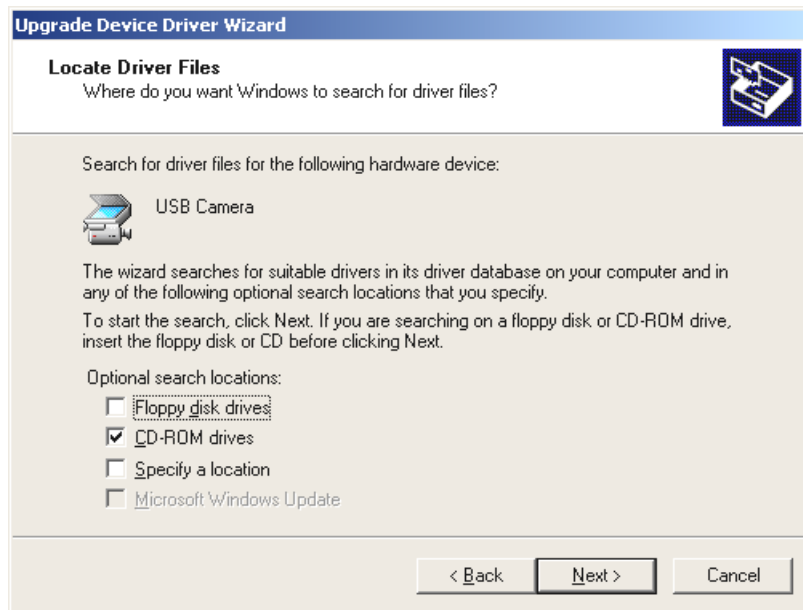 Upgrade Device Driver Wizard
Locate Driver Files
Where do you want Windows to search for driver files?
Search for driver files for the following hardware device:
USB Camera
The wizard searches for suitable drivers in its driver database on your computer and in
any of the following optional search locations that you specify.
To start the search, click Next. If you are searching on a floppy disk or CD-ROM drive,
insert the floppy disk or CD before clicking Next.
Optional search locations:
Floppy disk drives
CD-ROM drives
Specify a location
Microsoft Windows Update
< Back Next > Cancel